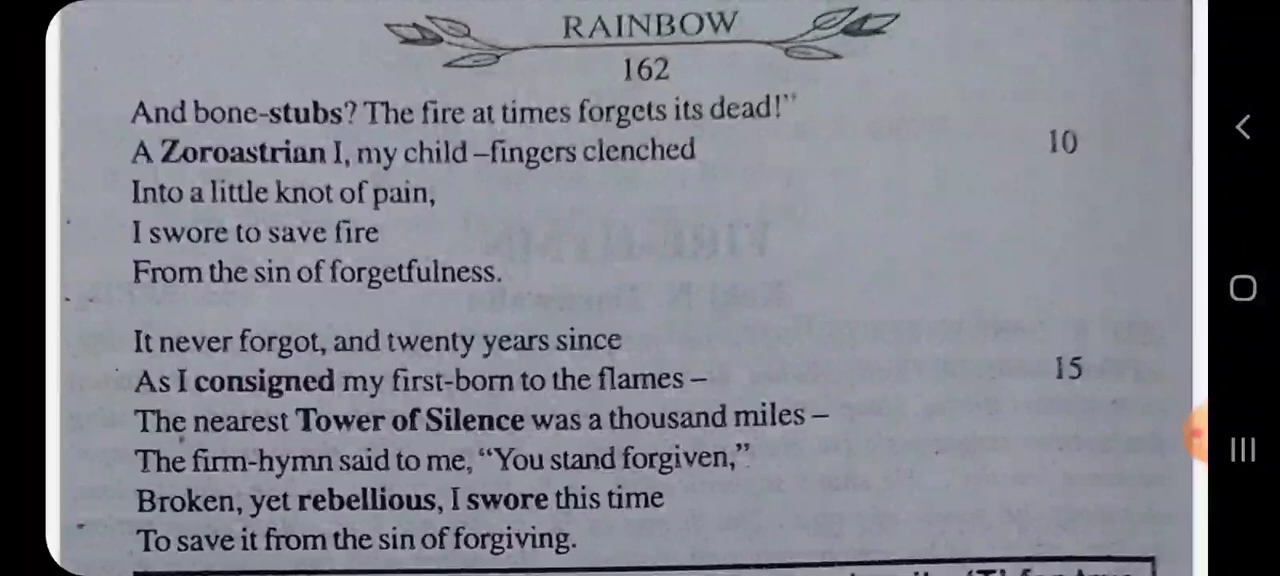 RAINBOW
162
And bone-stubs? The fire at times forgets its dead!"
A Zoroastrian I, my child –fingers clenched
10
Into a little knot of pain,
I swore to save fire
From the sin of forgetfulness.
It never forgot, and twenty years since
As I consigned my first-born to the flames –
15
The nearest Tower of Silence was a thousand miles –
The firm-hymn said to me, “You stand forgiven,”
Broken, yet rebellious, I swore this time
To save it from the sin of forgiving.